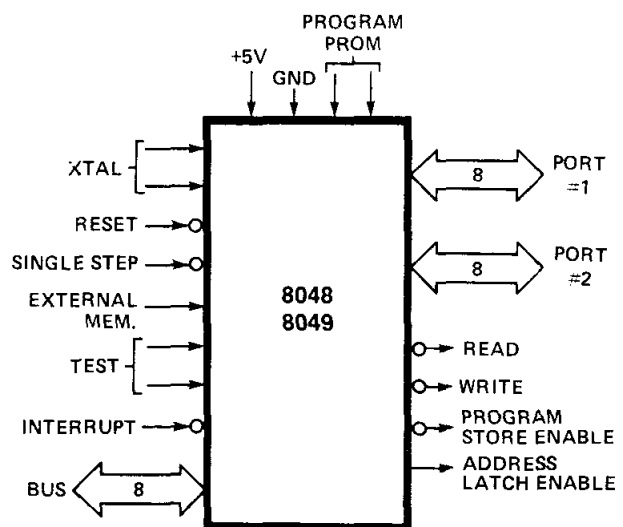 PROGRAM
PROM
+5V
GND
XTAL
RESET
SINGLE STEP
EXTERNAL
MEM.
TEST
INTERRUPT
BUS
8
8048
8049
8
PORT
#1
8
PORT
#2
READ
WRITE
PROGRAM
STORE ENABLE
ADDRESS
LATCH ENABLE